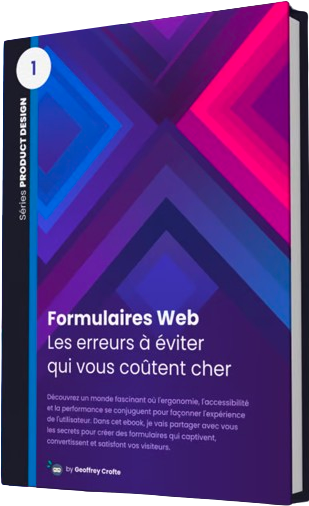 1
Séries PRODUCT DESIGN
Formulaires Web
Les erreurs à éviter
qui vous coûtent cher
Découvrez un monde fascinant où l'ergonomie, l'accessibilité
et la performance se conjuguent pour façonner l'expérience
de l'utilisateur. Dans cet ebook, je vais partager avec vous
les secrets pour créer des formulaires qui captivent,
convertissent et satisfont vos visiteurs.
by Geoffrey Crofte